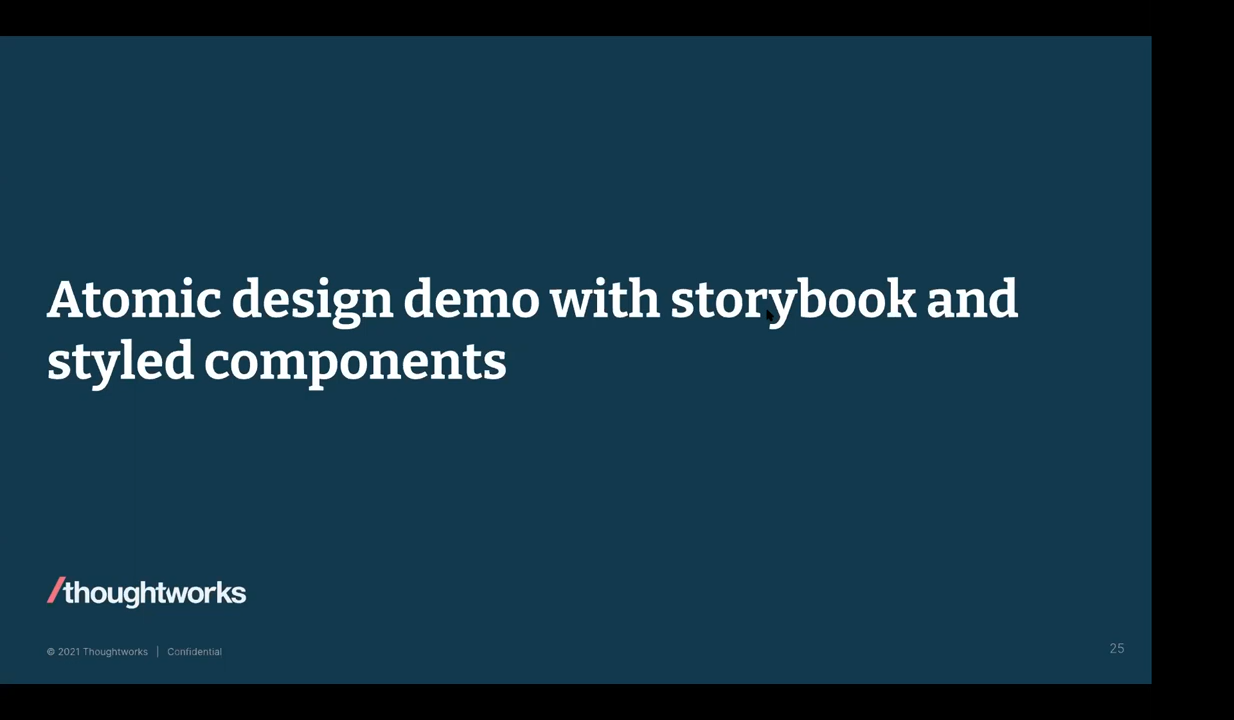 Atomic design demo with storybook and
styled components
/thoughtworks
© 2021 Thoughtworks | Confidential
25